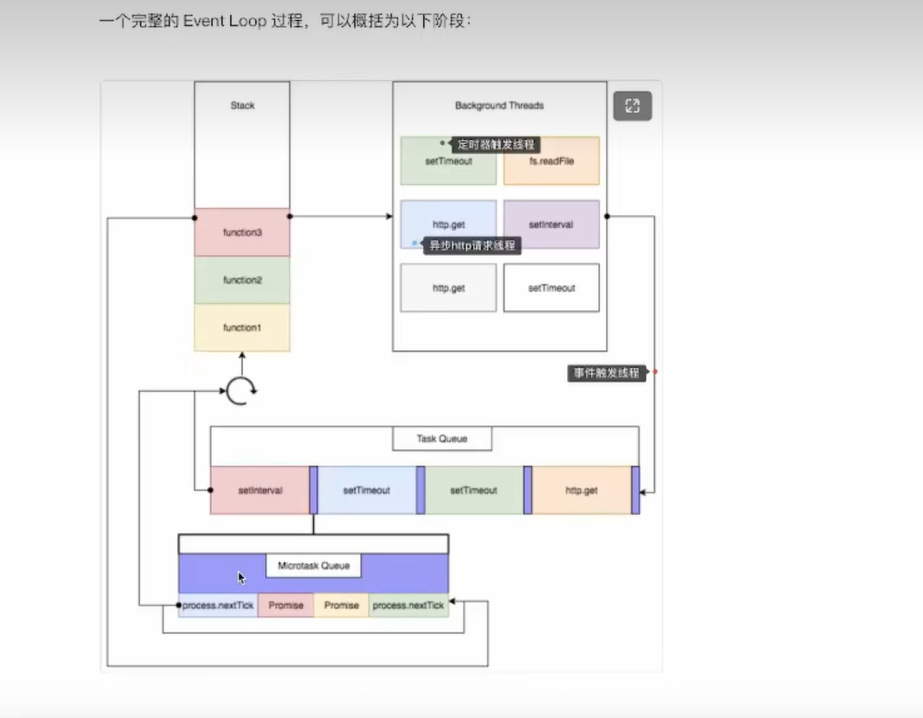 一个完整的 Event Loop 过程，可以概括为以下阶段：
Stack
Background Threads
定时器触发线程
setTimeout
fs.readFile
function3
http.get
setInterval
异步http请求线程
function2
http.get
setTimeout
function1
事件触发线程
Task Queue
setInterval
setTimeout
setTimeout
http.get
Microtask Queue
process.nextTick
Promise
Promise
process.nextTick